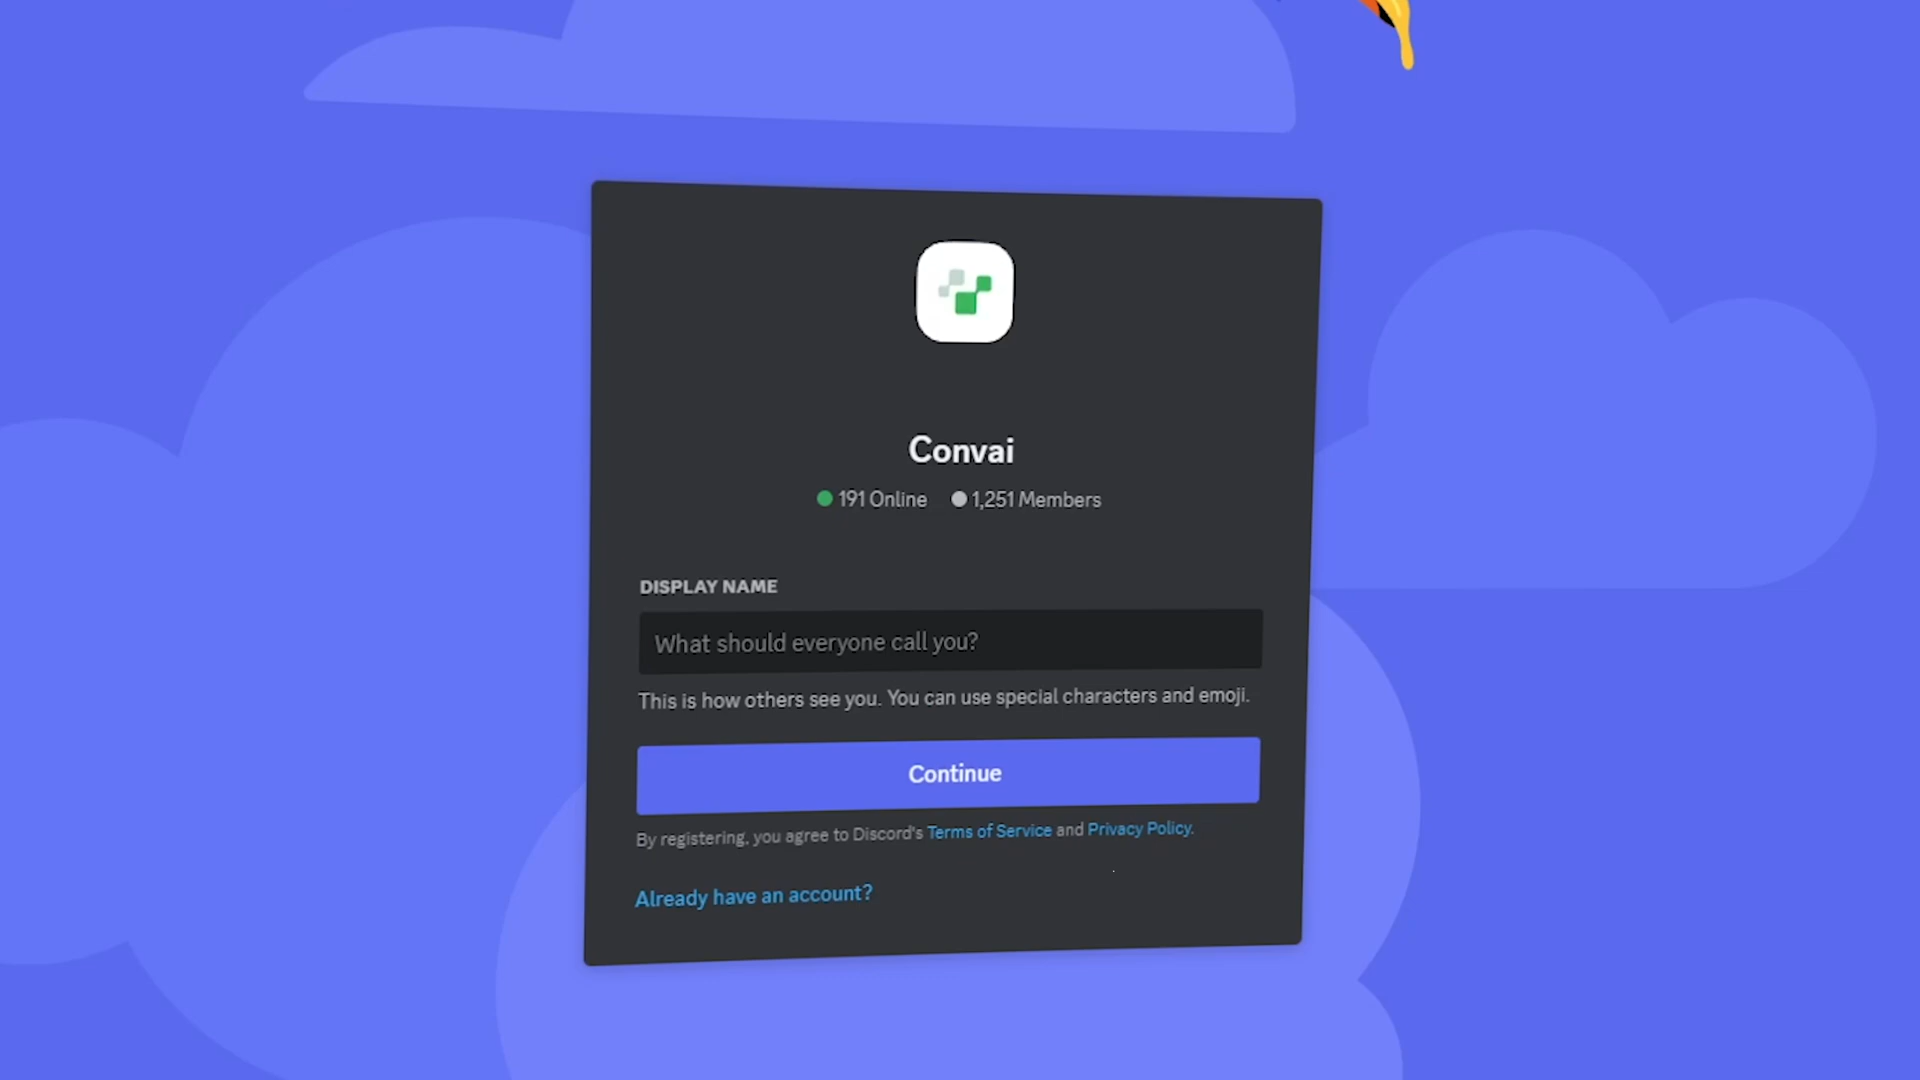 Convai
191 Online 1,251 Members
DISPLAY NAME
What should everyone call you?
This is how others see you. You can use special characters and emoji.
Continue
By registering, you agree to Discord's Terms of Service and Privacy Policy.
Already have an account?